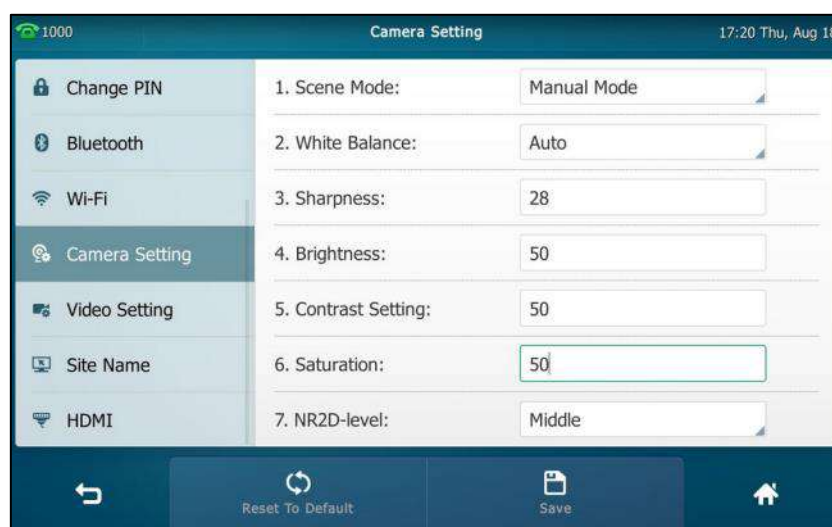 1000 Camera Setting 17:20 Thu, Aug 18
Change PIN
Bluetooth
Wi-Fi
Camera Setting
Video Setting
Site Name
HDMI
1. Scene Mode: Manual Mode
2. White Balance: Auto
3. Sharpness: 28
4. Brightness: 50
5. Contrast Setting: 50
6. Saturation: 50
7. NR2D-level: Middle
Reset To Default
Save